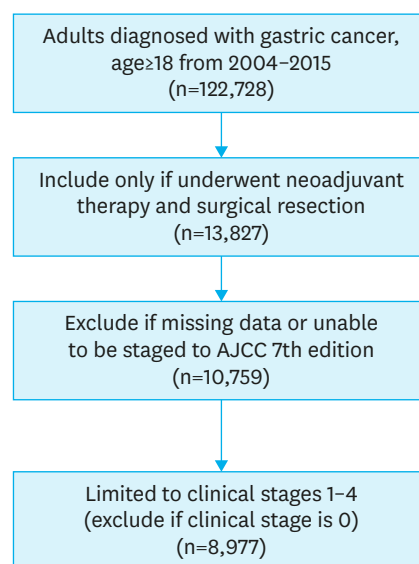 Adults diagnosed with gastric cancer,
age≥18 from 2004–2015
(n=122,728)
Include only if underwent neoadjuvant
therapy and surgical resection
(n=13,827)
Exclude if missing data or unable
to be staged to AJCC 7th edition
(n=10,759)
Limited to clinical stages 1–4
(exclude if clinical stage is 0)
(n=8,977)